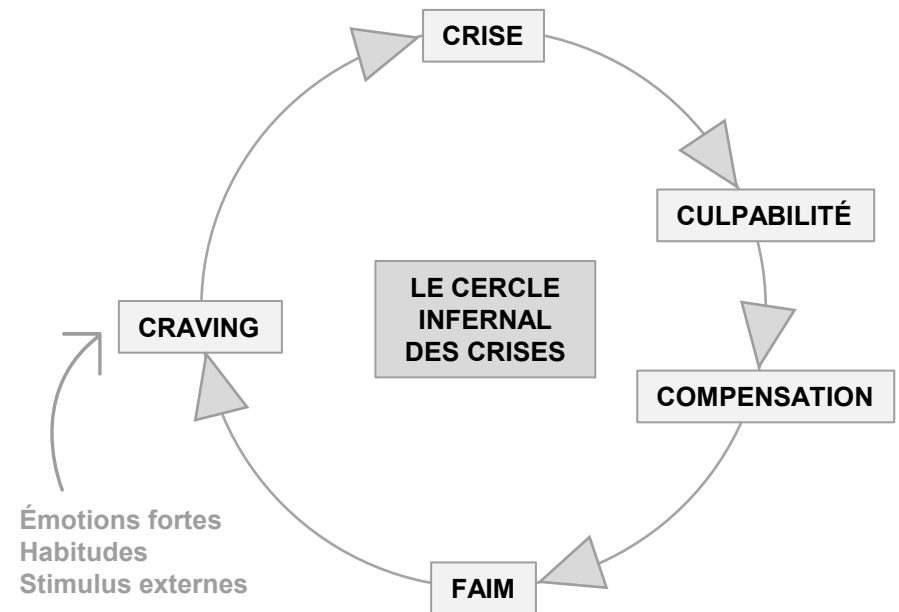 CRISE
CULPABILITÉ
LE CERCLE
INFERNAL
DES CRISES
CRAVING
COMPENSATION
Émotions fortes
Habitudes
Stimulus externes
FAIM